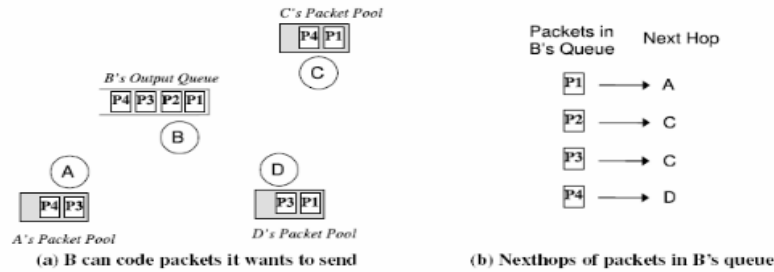 C's Packet Pool
P4 P1
C
B's Output Queue
P4 P3 P2 P1
B
A
P4 P3
A's Packet Pool
D
P3 P1
D's Packet Pool
(a) B can code packets it wants to send
Packets in
B's Queue
Next Hop
P1 A
P2 C
P3 C
P4 D
(b) Nexthops of packets in B's queue